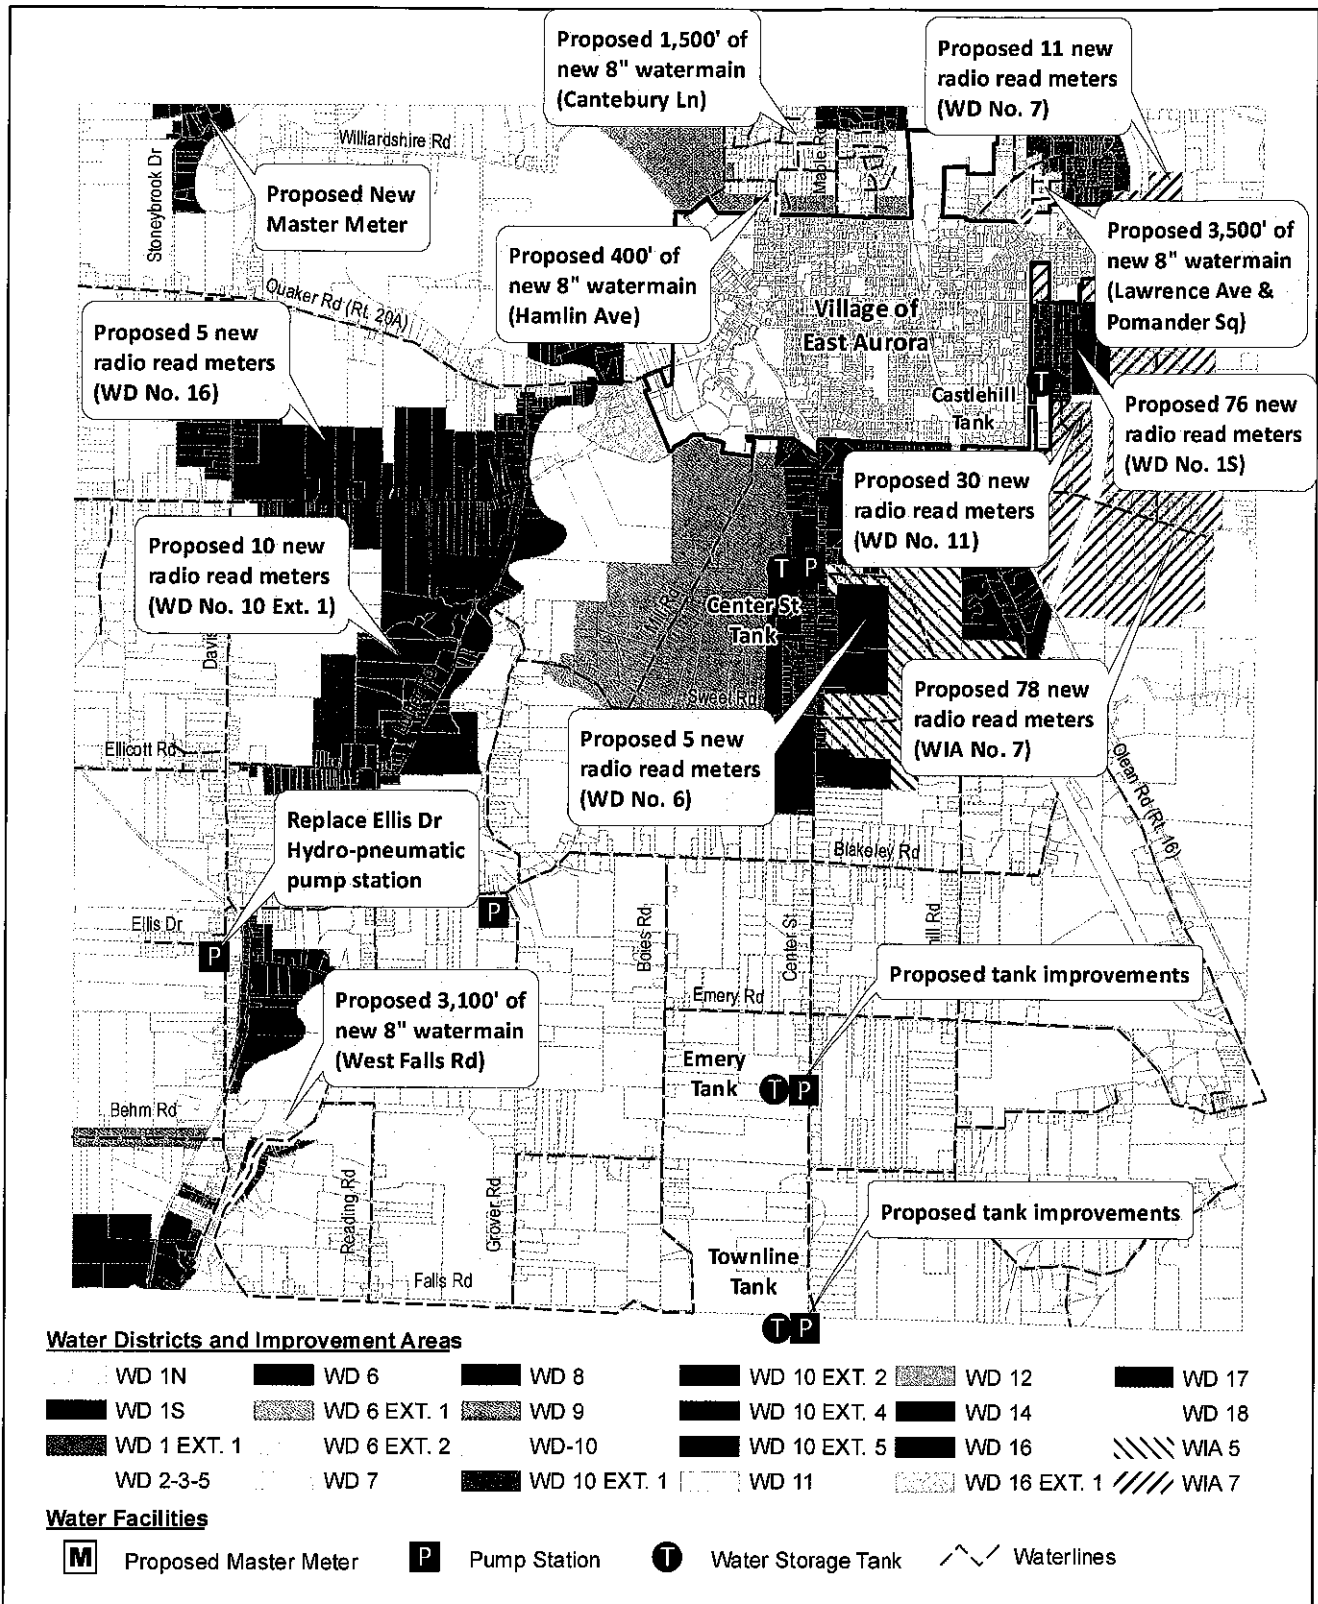 Proposed 1,500' of
new 8" watermain
(Cantebury Ln)
Proposed 11 new
radio read meters
(WD No. 7)
Williardshire Rd
Stoneybrook Dr
Maple Rd
Proposed New
Master Meter
Proposed 400' of
new 8" watermain
(Hamlin Ave)
Proposed 3,500' of
new 8" watermain
(Lawrence Ave &
Pomander Sq)
Quaker Rd (Rt. 20A)
Village of
East Aurora
Proposed 5 new
radio read meters
(WD No. 16)
T
Castlehill
Tank
Proposed 76 new
radio read meters
(WD No. 1S)
Proposed 30 new
radio read meters
(WD No. 11)
Proposed 10 new
radio read meters
(WD No. 10 Ext. 1)
T P
Center St
Tank
Davis
Sweet Rd
Proposed 78 new
radio read meters
(WIA No. 7)
Proposed 5 new
radio read meters
(WD No. 6)
Ellicott Rd
Olean Rd (Rt. 16)
Replace Ellis Dr
Hydro-pneumatic
pump station
Blakeley Rd
P
Ellis Dr
P
Boies Rd
Center St
hill Rd
Proposed tank improvements
Proposed 3,100' of
new 8" watermain
(West Falls Rd)
Emery Rd
Emery
Tank
T P
Behm Rd
Reading Rd
Grover Rd
Proposed tank improvements
Townline
Tank
Falls Rd
T P
Water Districts and Improvement Areas
WD 1N WD 6 WD 8 WD 10 EXT. 2 WD 12 WD 17
WD 1S WD 6 EXT. 1 WD 9 WD 10 EXT. 4 WD 14 WD 18
WD 1 EXT. 1 WD 6 EXT. 2 WD-10 WD 10 EXT. 5 WD 16 WIA 5
WD 2-3-5 WD 7 WD 10 EXT. 1 WD 11 WD 16 EXT. 1 WIA 7
Water Facilities
M Proposed Master Meter P Pump Station T Water Storage Tank Waterlines